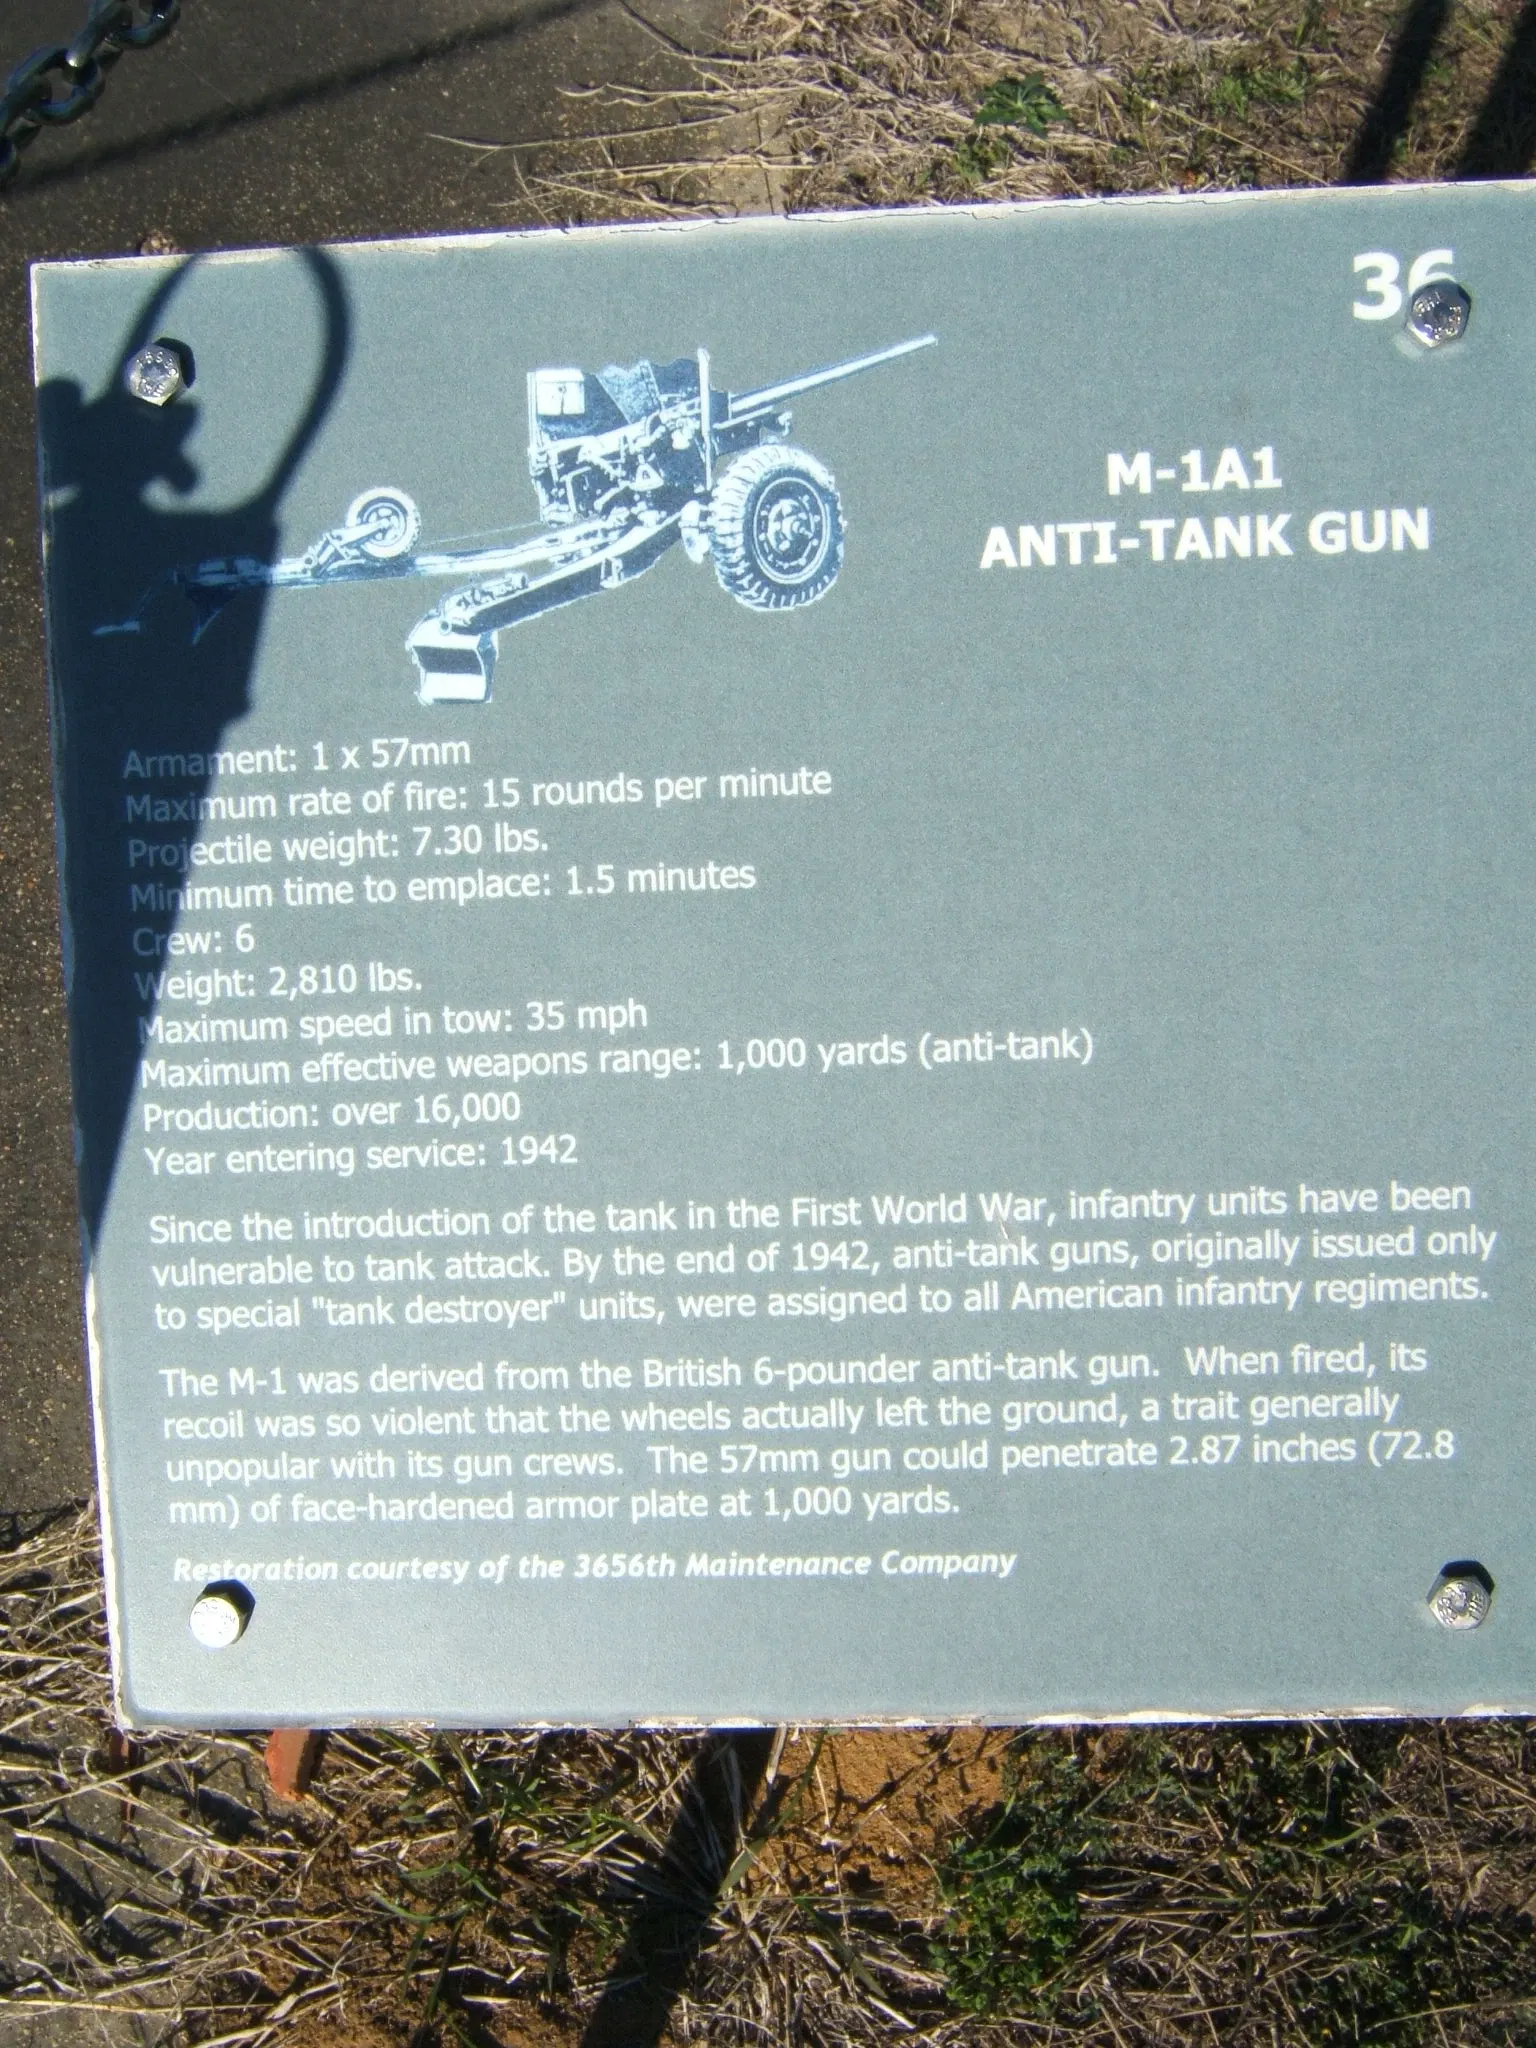 36
M-1A1
ANTI-TANK GUN
Armament: 1 x 57mm
Maximum rate of fire: 15 rounds per minute
Projectile weight: 7.30 lbs.
Minimum time to emplace: 1.5 minutes
Crew: 6
Weight: 2,810 lbs.
Maximum speed in tow: 35 mph
Maximum effective weapons range: 1,000 yards (anti-tank)
Production: over 16,000
Year entering service: 1942
Since the introduction of the tank in the First World War, infantry units have been
vulnerable to tank attack. By the end of 1942, anti-tank guns, originally issued only
to special "tank destroyer" units, were assigned to all American infantry regiments.
The M-1 was derived from the British 6-pounder anti-tank gun.  When fired, its
recoil was so violent that the wheels actually left the ground, a trait generally
unpopular with its gun crews.  The 57mm gun could penetrate 2.87 inches (72.8
mm) of face-hardened armor plate at 1,000 yards.
Restoration courtesy of the 3656th Maintenance Company